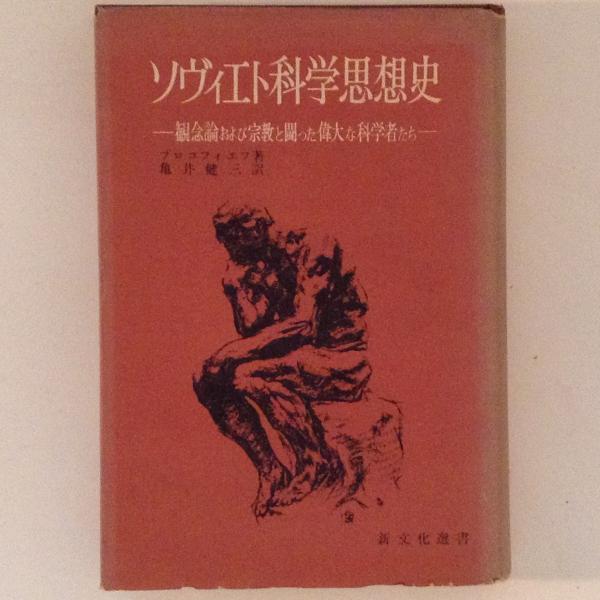 ソヴィエト科学思想史
―観念論および宗教と闘った偉大な科学者たち―
プロコフィエフ著
亀井健三訳
新文化選書